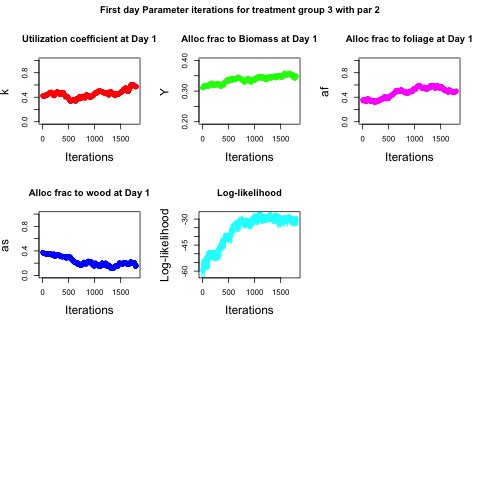 First day Parameter iterations for treatment group 3 with par 2
Utilization coefficient at Day 1
k
0.0 0.4 0.8
0 500 1000 1500
Iterations
Alloc frac to Biomass at Day 1
Y
0.20 0.30 0.40
0 500 1000 1500
Iterations
Alloc frac to foliage at Day 1
af
0.0 0.4 0.8
0 500 1000 1500
Iterations
Alloc frac to wood at Day 1
as
0.0 0.4 0.8
0 500 1000 1500
Iterations
Log-likelihood
Log-likelihood
-60 -45 -30
0 500 1000 1500
Iterations